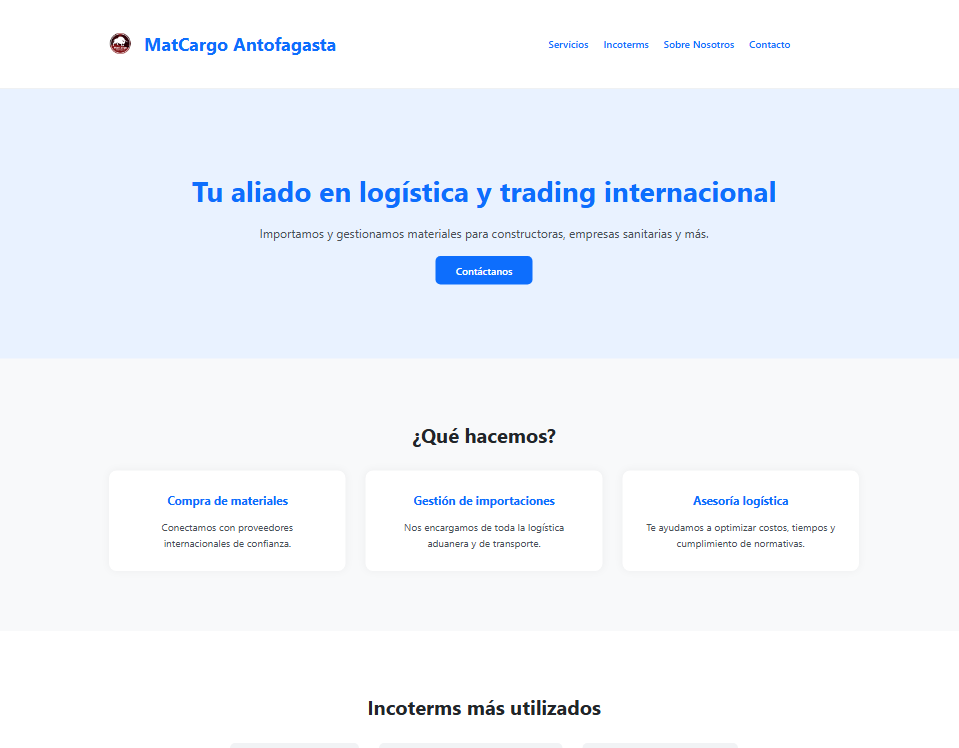 MatCargo Antofagasta
Servicios Incoterms Sobre Nosotros Contacto
Tu aliado en logística y trading internacional
Importamos y gestionamos materiales para constructoras, empresas sanitarias y más.
Contáctanos
¿Qué hacemos?
Compra de materiales
Conectamos con proveedores
internacionales de confianza.
Gestión de importaciones
Nos encargamos de toda la logística
aduanera y de transporte.
Asesoría logística
Te ayudamos a optimizar costos, tiempos y
cumplimiento de normativas.
Incoterms más utilizados